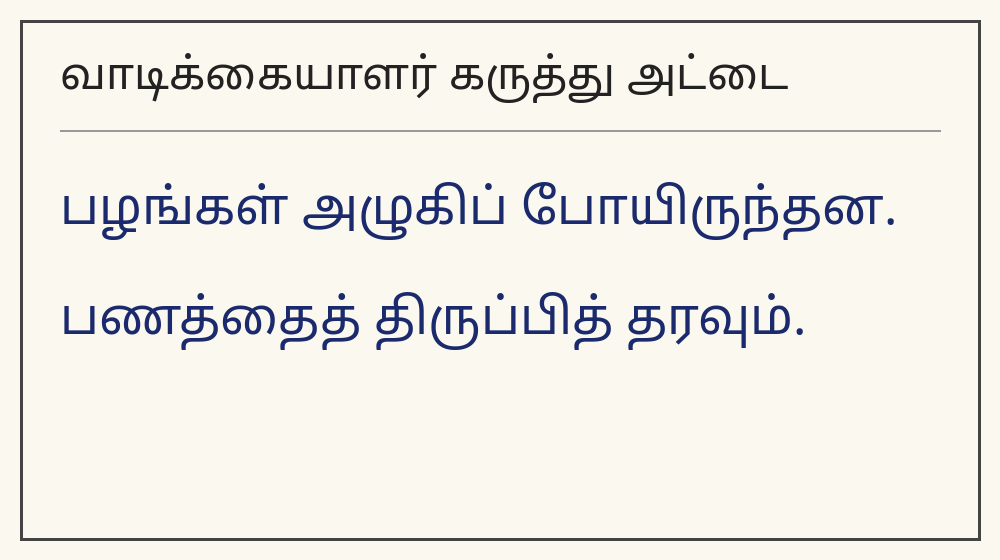 வாடிக்கையாளர் கருத்து அட்டை
பழங்கள் அழுகிப் போயிருந்தன.
பணத்தைத் திருப்பித் தரவும்.